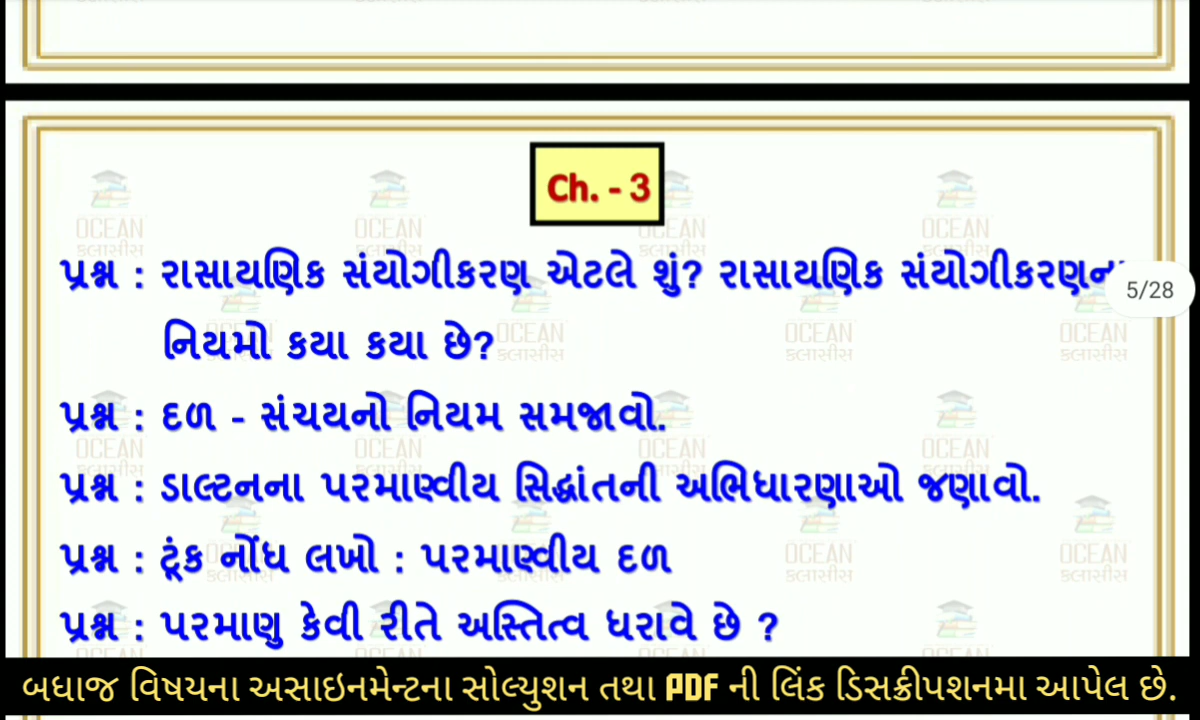 Ch. - 3
પ્રશ્ન : રાસાયણિક સંયોગીકરણ એટલે શું? રાસાયણિક સંયોગીકરણના
5/28
નિયમો કયા કયા છે?
પ્રશ્ન : દળ - સંચયનો નિયમ સમજાવો.
પ્રશ્ન : ડાલ્ટનના પરમાણ્વીય સિદ્ધાંતની અભિધારણાઓ જણાવો.
પ્રશ્ન : ટૂંક નોંધ લખો : પરમાણ્વીય દળ
પ્રશ્ન : પરમાણુ કેવી રીતે અસ્તિત્વ ધરાવે છે ?
OCEAN
ક્લાસીસ
બધાજ વિષયના અસાઇનમેન્ટના સોલ્યુશન તથા PDF ની લિંક ડિસક્રીપશનમા આપેલ છે.